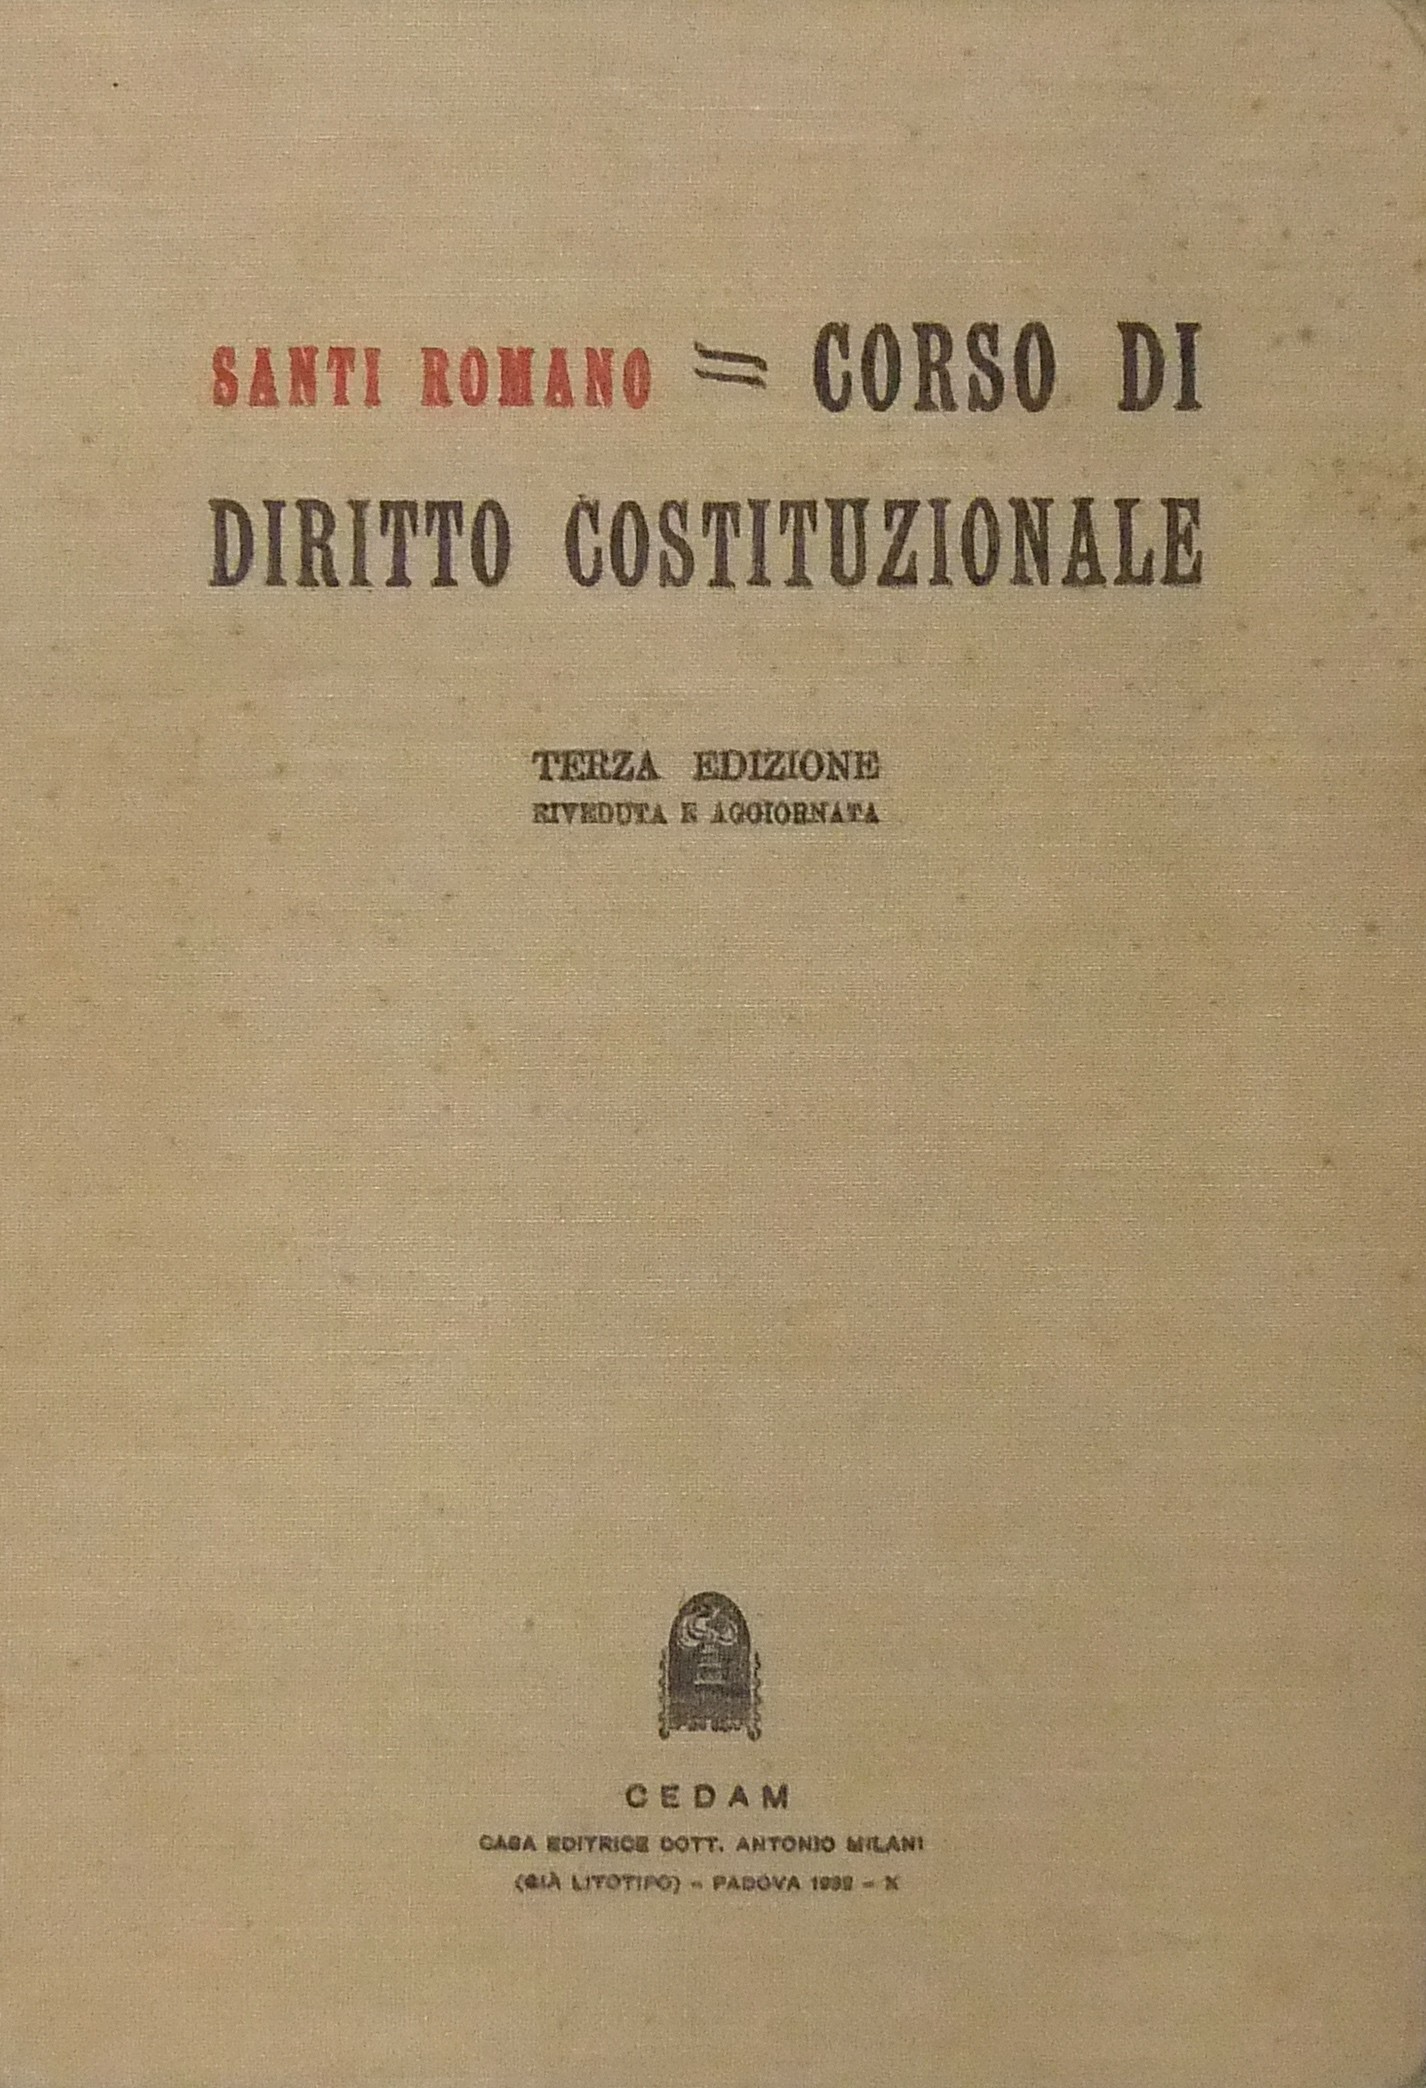 SANTI ROMANO = CORSO DI
DIRITTO COSTITUZIONALE
TERZA EDIZIONE
RIVEDUTA E AGGIORNATA
CEDAM
CASA EDITRICE DOTT. ANTONIO MILANI
(GIÀ LITOTIPO) - PADOVA 1932 - X